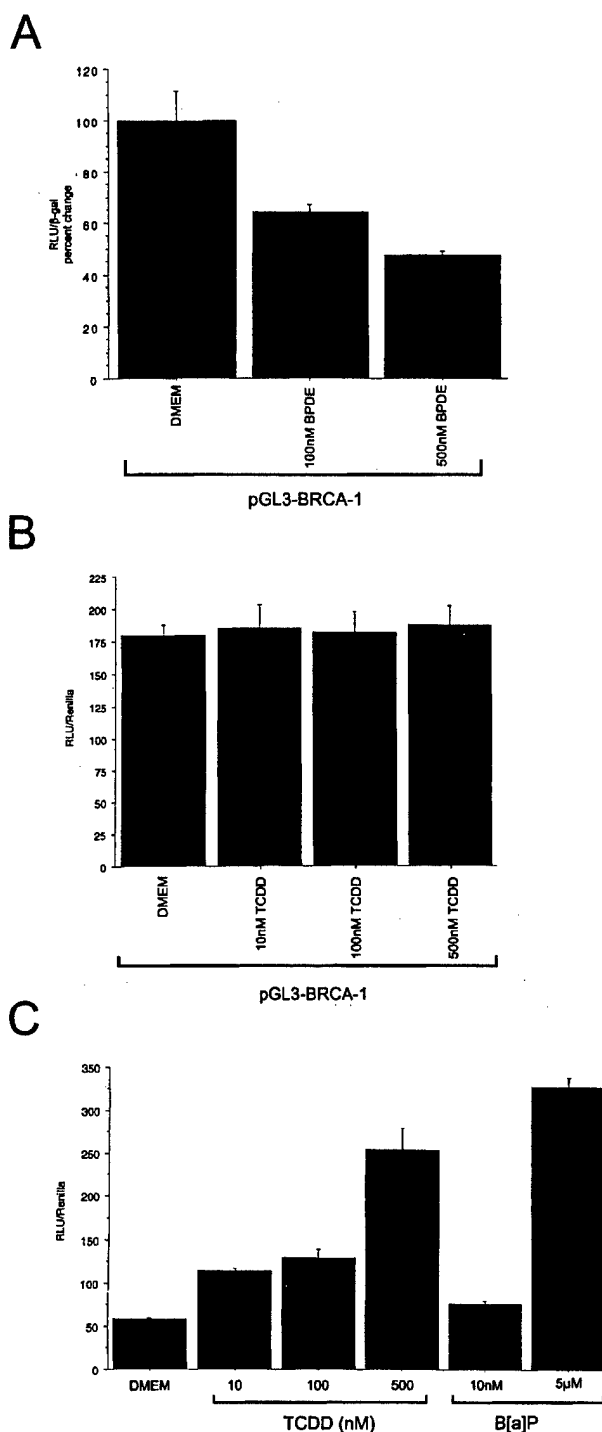 A
120
100
80
60
40
20
0
RLU/β-gal
percent change
DMEM
100nM BPDE
500nM BPDE
pGL3-BRCA-1
B
225
200
175
150
125
100
75
50
25
0
RLU/Renilla
DMEM
10nM TCDD
100nM TCDD
500nM TCDD
pGL3-BRCA-1
C
350
300
250
200
150
100
50
0
RLU/Renilla
DMEM
10
100
500
10nM
5µM
TCDD (nM)
B[a]P